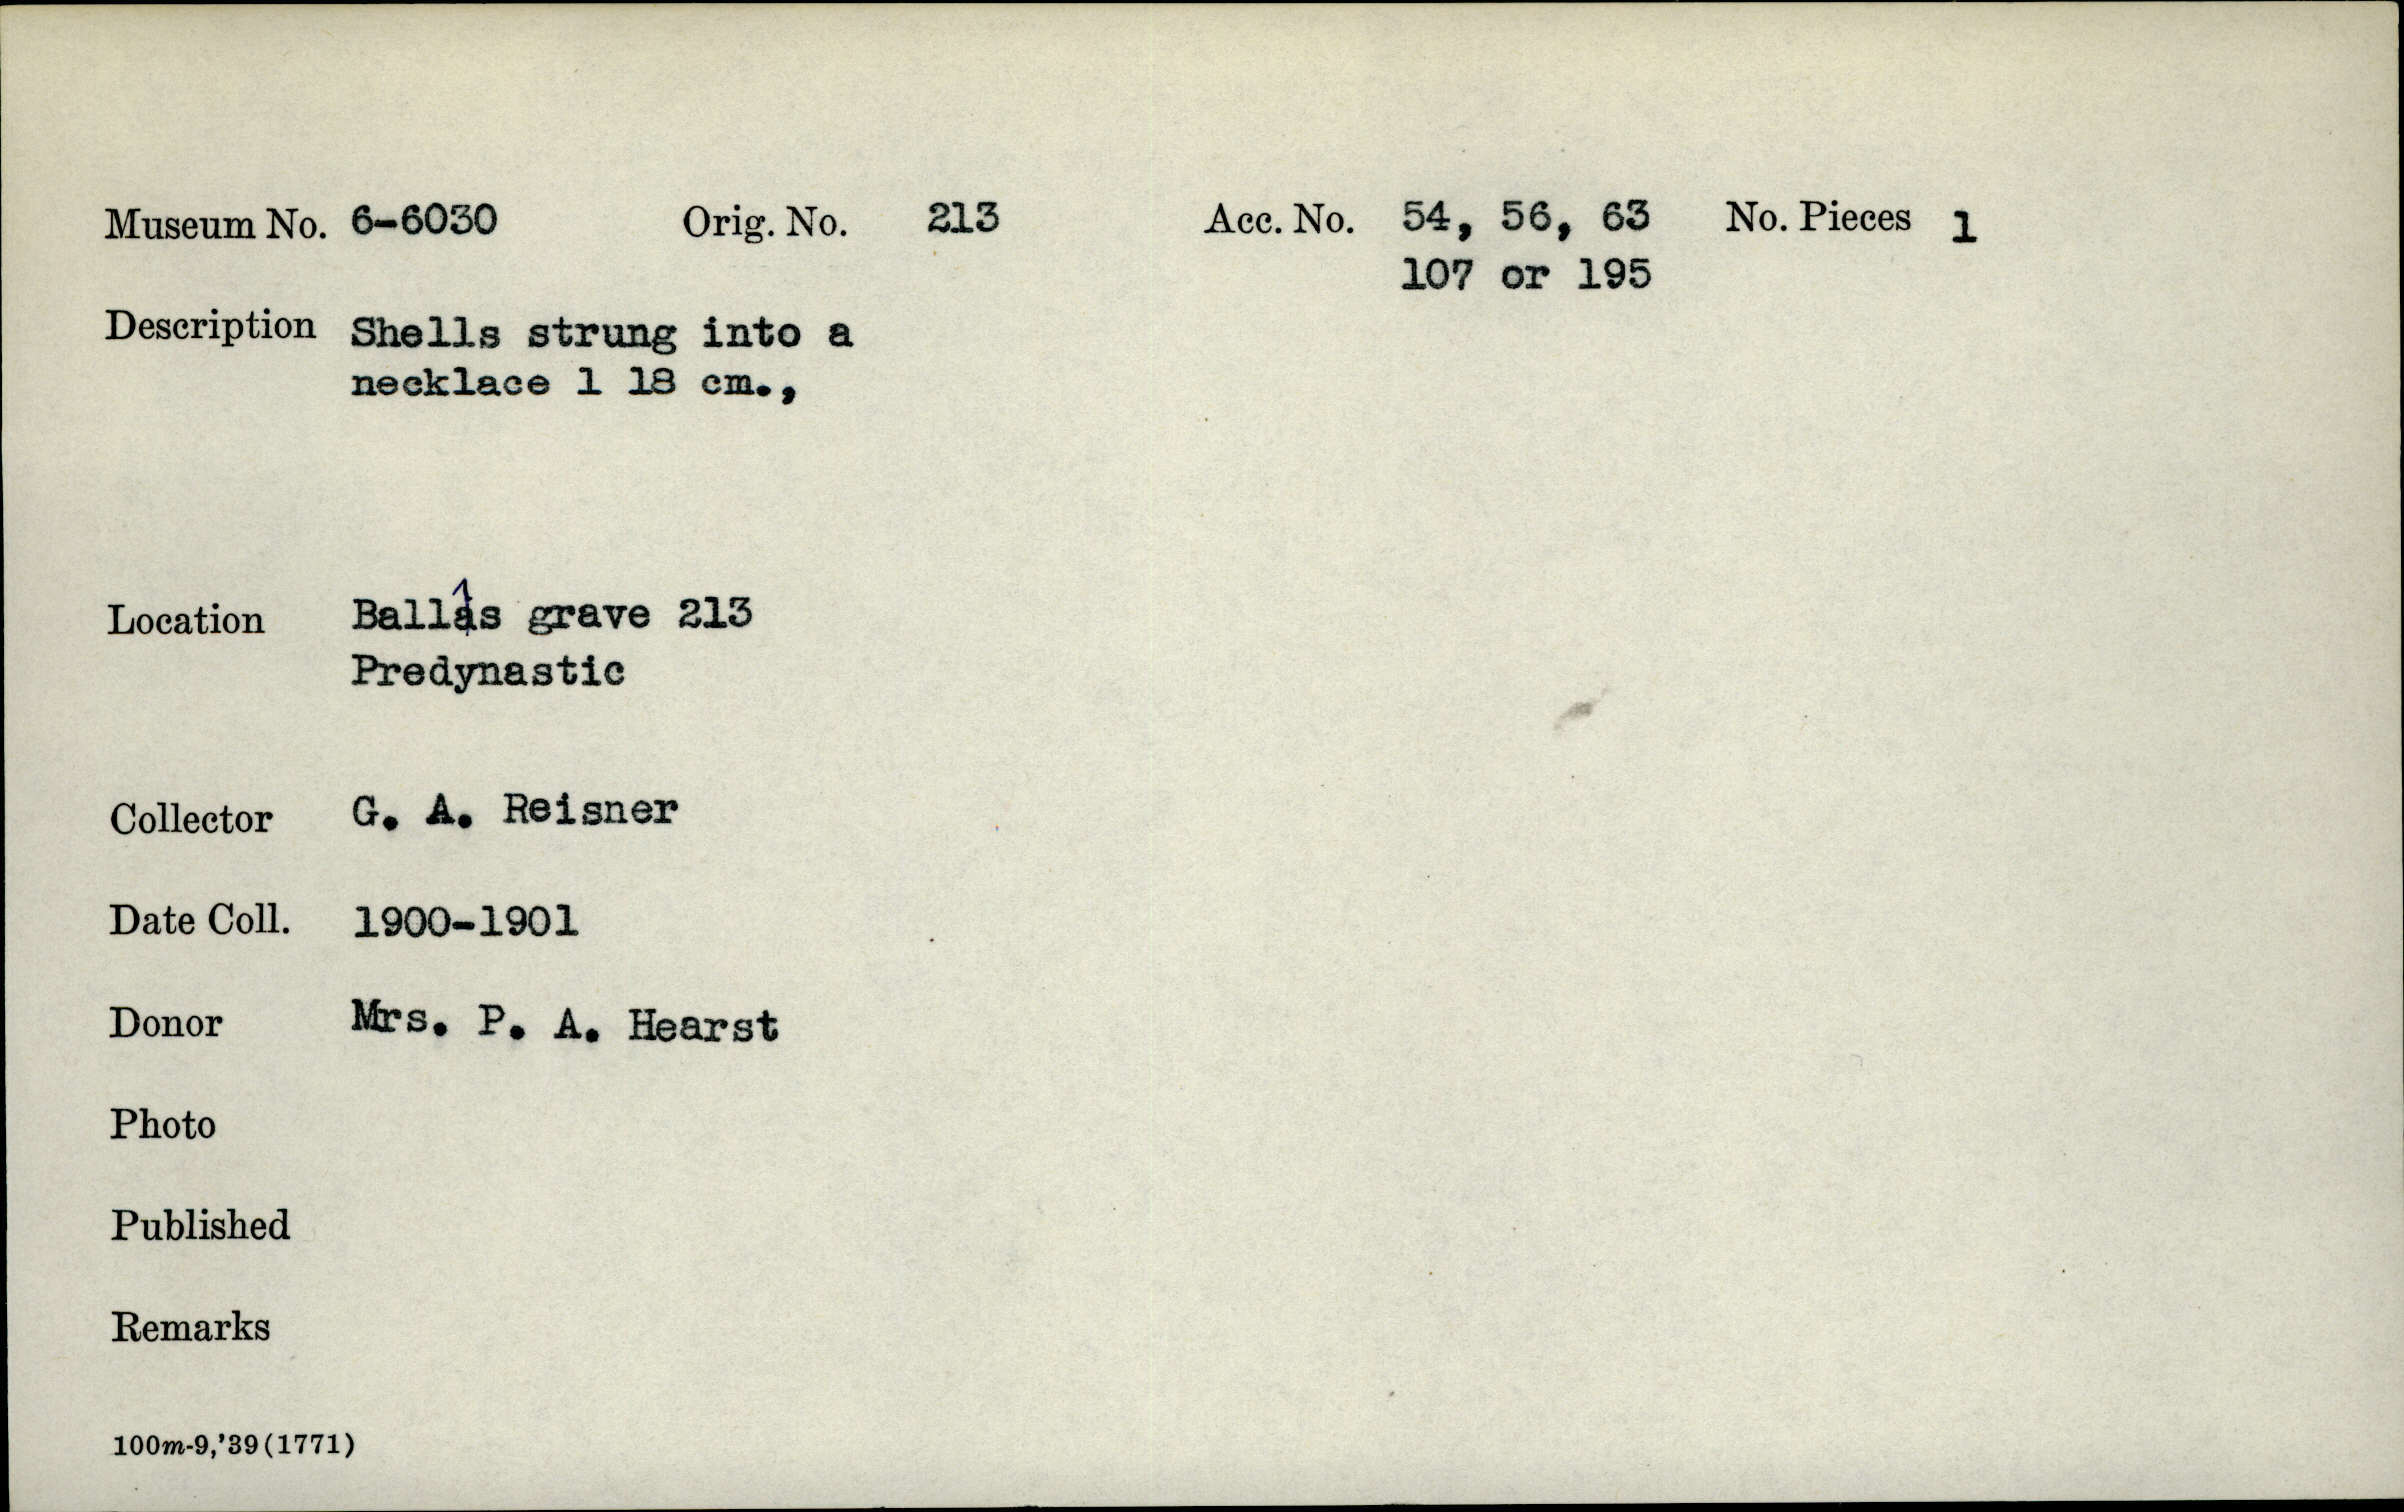 Museum No. 6-6030 Orig. No. 213 Acc. No. 54, 56, 63 No. Pieces 1
107 or 195
Description Shells strung into a
necklace 1 18 cm.,
Location Ballâs grave 213
Predynastic
Collector G. A. Reisner
Date Coll. 1900-1901
Donor Mrs. P. A. Hearst
Photo
Published
Remarks
100m-9,'39(1771)